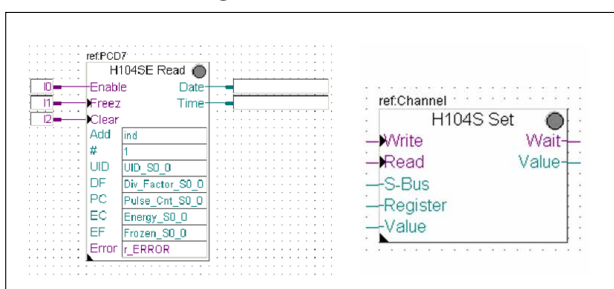 ref:PCD7
H104SE Read
I0 Enable Date
I1 Freez Time
I2 Clear
Add ind
# 1
UID UID_S0_0
DF Div_Factor_S0_0
PC Pulse_Cnt_S0_0
EC Energy_S0_0
EF Frozen_S0_0
Error r_ERROR
ref:Channel
H104S Set
Write Wait
Read Value
S-Bus
Register
Value